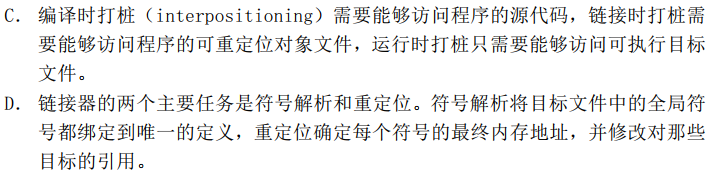 C. 编译时打桩（interpositioning）需要能够访问程序的源代码，链接时打桩需
要能够访问程序的可重定位对象文件，运行时打桩只需要能够访问可执行目标
文件。
D. 链接器的两个主要任务是符号解析和重定位。符号解析将目标文件中的全局符
号都绑定到唯一的定义，重定位确定每个符号的最终内存地址，并修改对那些
目标的引用。